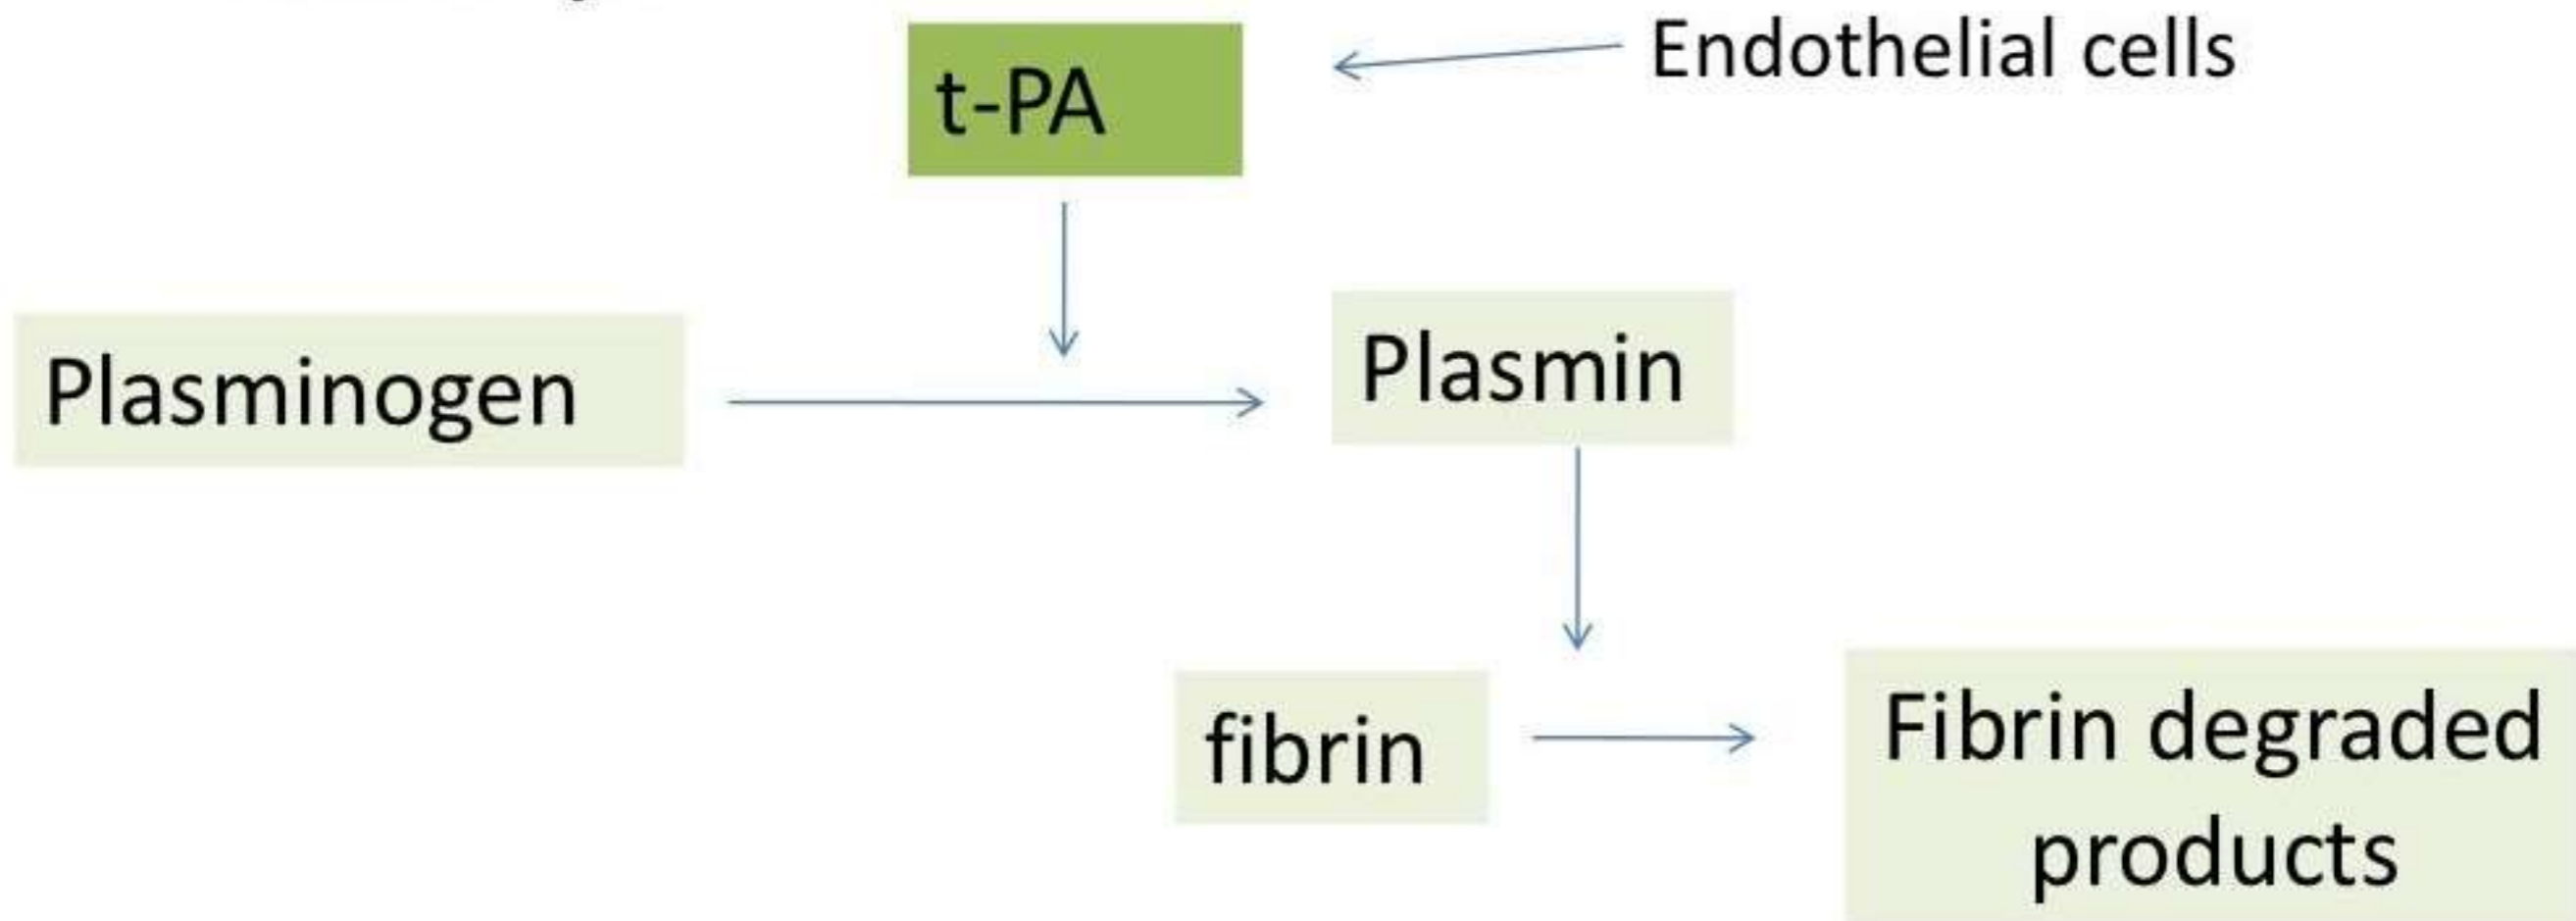 t-PA
Endothelial cells
Plasminogen
Plasmin
fibrin
Fibrin degraded
products